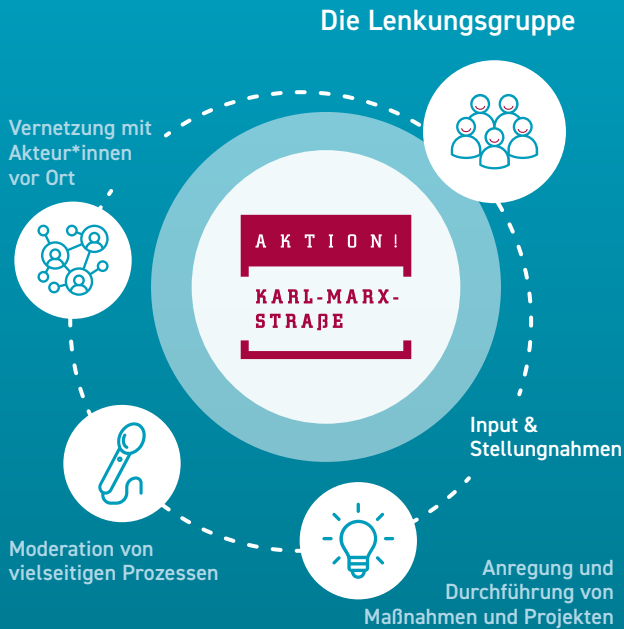 Die Lenkungsgruppe
Vernetzung mit
Akteur*innen
vor Ort
AKTION!
KARL-MARX-
STRAßE
Input &
Stellungnahmen
Moderation von
vielseitigen Prozessen
Anregung und
Durchführung von
Maßnahmen und Projekten